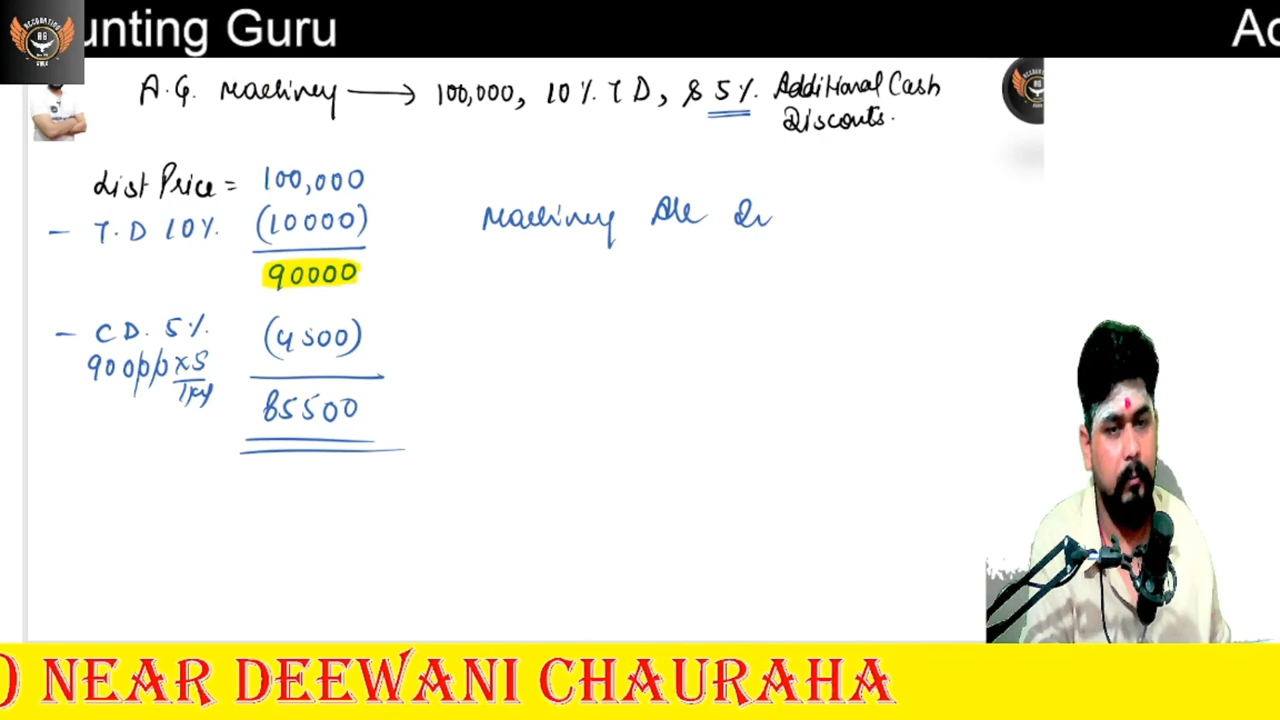 unting Guru
Ac
A.G. Machinery → 100,000, 10% T D, & 5% Additional Cash
Discouts.
List Price = 100,000
- T.D 10% (10000)
90000
Machinery A/c Dr
- C D. 5% (4500)
90000 x 5
100
85500
) NEAR DEEWANI CHAURAHA